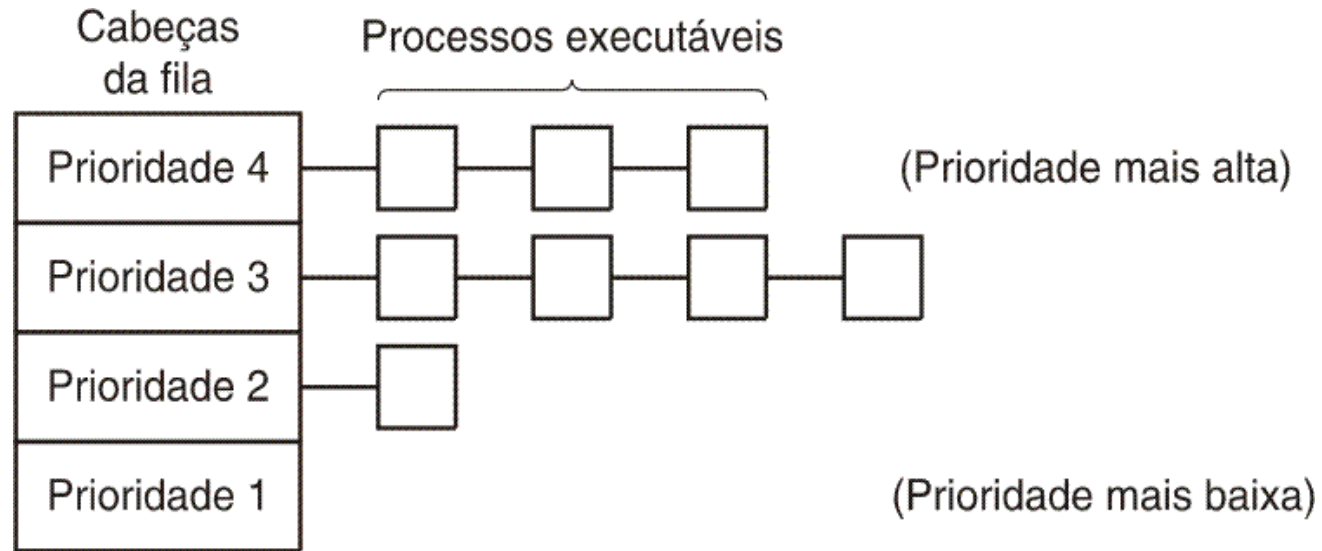 Cabeças
da fila
Processos executáveis
Prioridade 4
(Prioridade mais alta)
Prioridade 3
Prioridade 2
Prioridade 1
(Prioridade mais baixa)